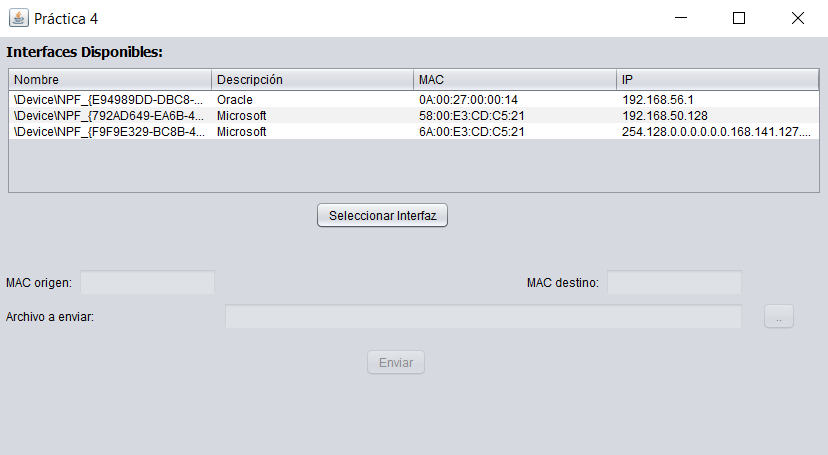 Práctica 4
Interfaces Disponibles:
Nombre Descripción MAC IP
\Device\NPF_{E94989DD-DBC8-... Oracle 0A:00:27:00:00:14 192.168.56.1
\Device\NPF_{792AD649-EA6B-4... Microsoft 58:00:E3:CD:C5:21 192.168.50.128
\Device\NPF_{F9F9E329-BC8B-4... Microsoft 6A:00:E3:CD:C5:21 254.128.0.0.0.0.0.0.168.141.127....
Seleccionar Interfaz
MAC origen: MAC destino:
Archivo a enviar: ..
Enviar